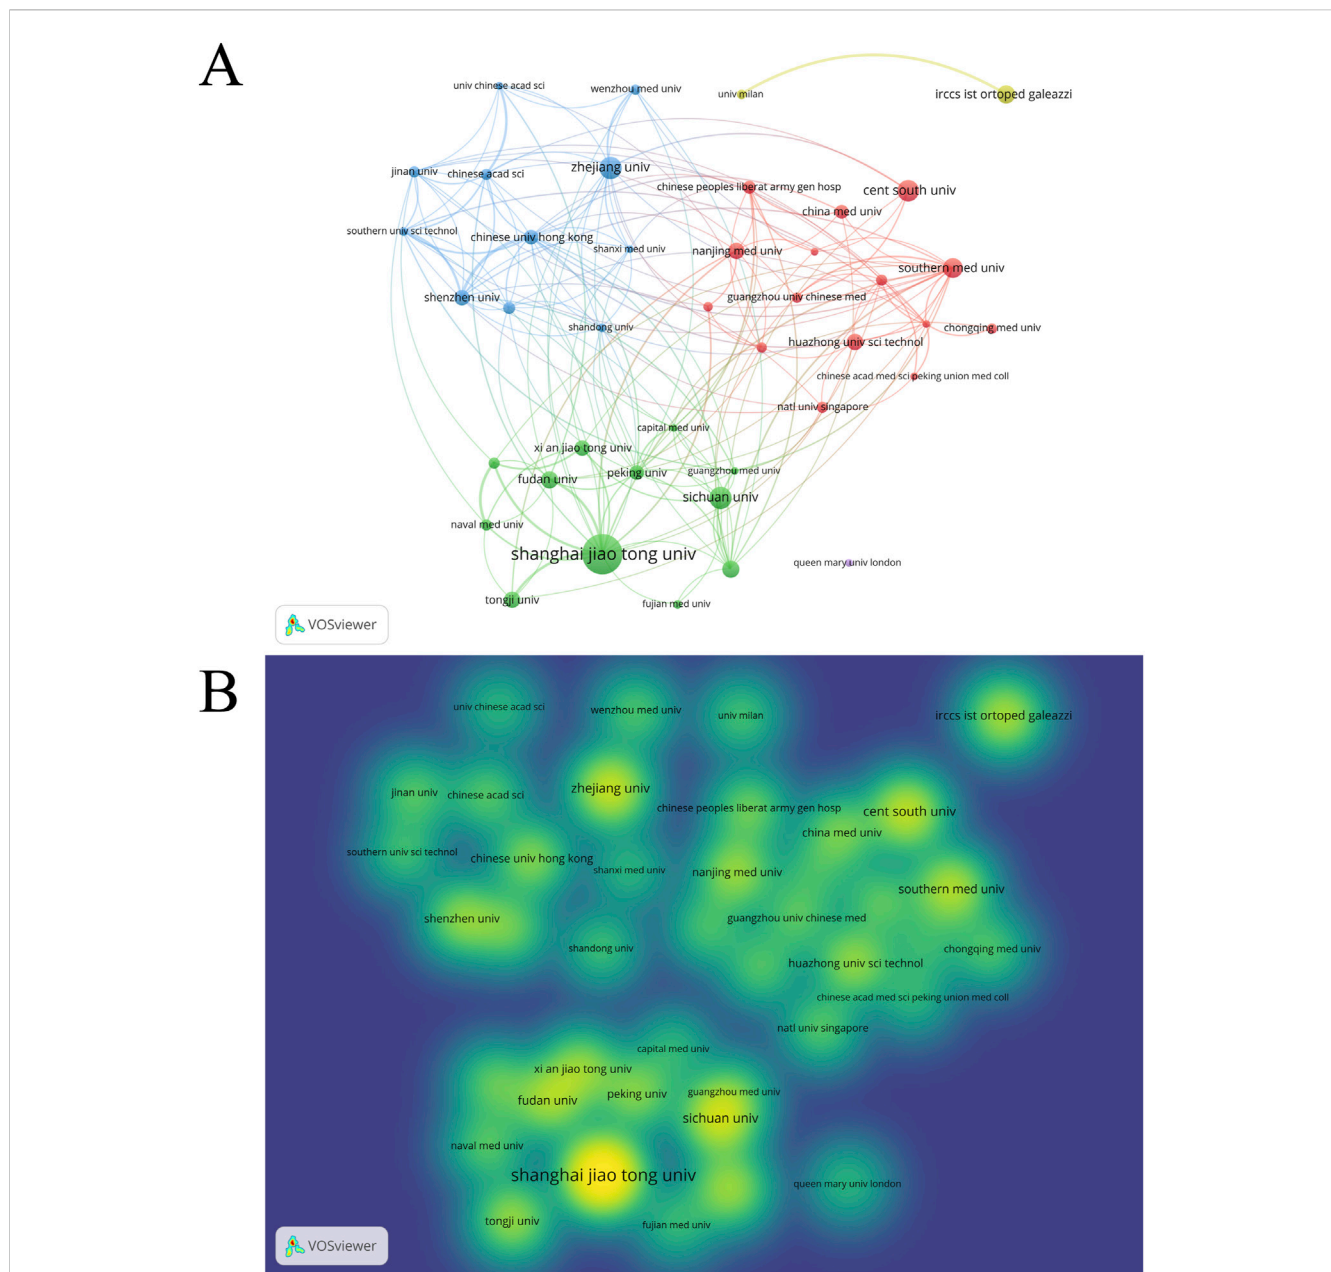 A
univ chinese acad sci
wenzhou med univ
univ milan
irccs ist ortoped galeazzi
jinan univ
chinese acad sci
zhejiang univ
chinese peoples liberat army gen hosp
cent south univ
china med univ
southern univ sci technol
chinese univ hong kong
shanxi med univ
nanjing med univ
southern med univ
shenzhen univ
guangzhou univ chinese med
shandong univ
huazhong univ sci technol
chongqing med univ
chinese acad med sci peking union med coll
natl univ singapore
capital med univ
xi an jiao tong univ
fudan univ
peking univ
guangzhou med univ
sichuan univ
naval med univ
shanghai jiao tong univ
queen mary univ london
tongji univ
fujian med univ
VOSviewer
B
univ chinese acad sci
wenzhou med univ
univ milan
irccs ist ortoped galeazzi
jinan univ
chinese acad sci
zhejiang univ
chinese peoples liberat army gen hosp
cent south univ
china med univ
southern univ sci technol
chinese univ hong kong
shanxi med univ
nanjing med univ
southern med univ
shenzhen univ
guangzhou univ chinese med
shandong univ
huazhong univ sci technol
chongqing med univ
chinese acad med sci peking union med coll
natl univ singapore
capital med univ
xi an jiao tong univ
fudan univ
peking univ
guangzhou med univ
sichuan univ
naval med univ
shanghai jiao tong univ
queen mary univ london
tongji univ
fujian med univ
VOSviewer